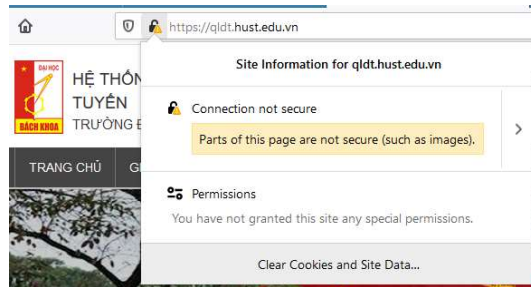 https://qldt.hust.edu.vn
Site Information for qldt.hust.edu.vn
ĐẠI HỌC
BÁCH KHOA
HỆ THỐN
TUYẾN
TRƯỜNG Đ
Connection not secure
Parts of this page are not secure (such as images).
TRANG CHỦ
GI
Permissions
You have not granted this site any special permissions.
Clear Cookies and Site Data...